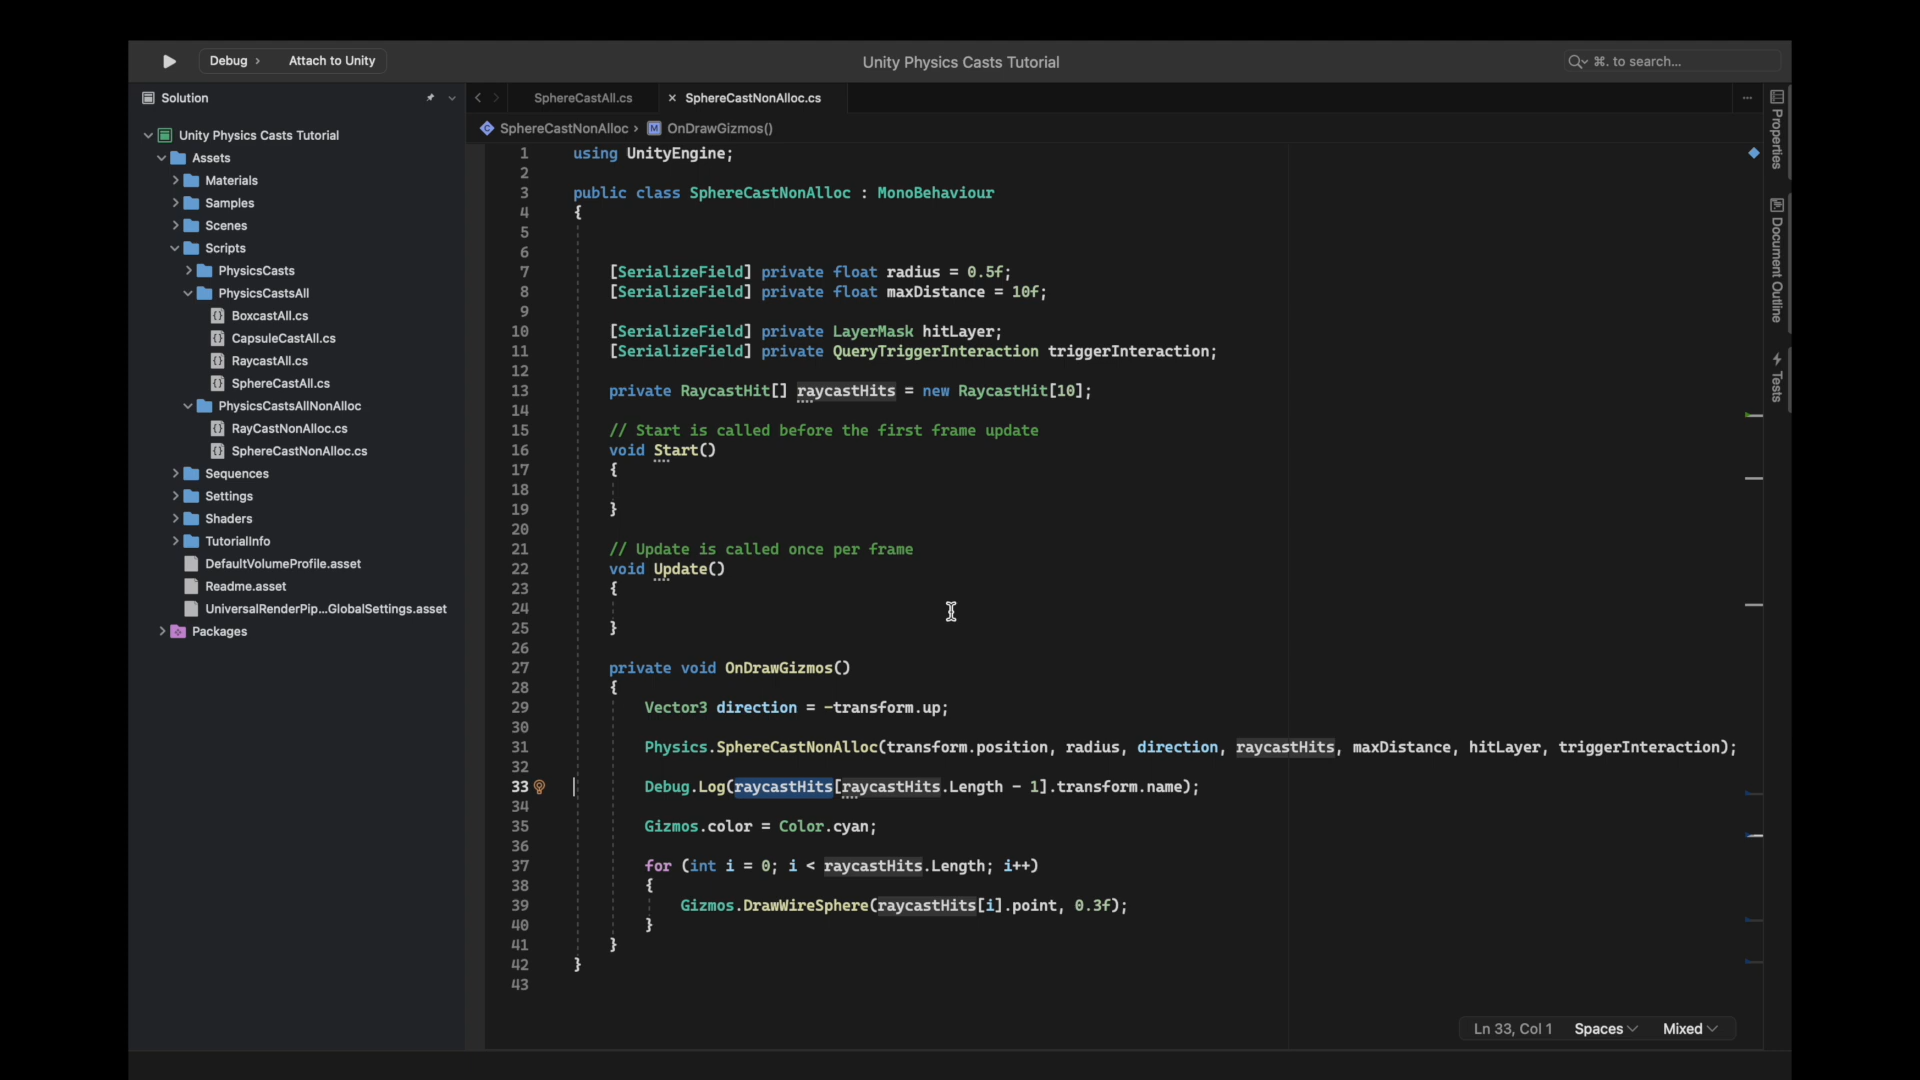 Debug › Attach to Unity
Unity Physics Casts Tutorial
⌘. to search...
Solution
Unity Physics Casts Tutorial
Assets
Materials
Samples
Scenes
Scripts
PhysicsCasts
PhysicsCastsAll
BoxcastAll.cs
CapsuleCastAll.cs
RaycastAll.cs
SphereCastAll.cs
PhysicsCastsAllNonAlloc
RayCastNonAlloc.cs
SphereCastNonAlloc.cs
Sequences
Settings
Shaders
TutorialInfo
DefaultVolumeProfile.asset
Readme.asset
UniversalRenderPip...GlobalSettings.asset
Packages
SphereCastAll.cs
× SphereCastNonAlloc.cs
SphereCastNonAlloc › M OnDrawGizmos()
1 using UnityEngine;
2
3 public class SphereCastNonAlloc : MonoBehaviour
4 {
5
6
7 [SerializeField] private float radius = 0.5f;
8 [SerializeField] private float maxDistance = 10f;
9
10 [SerializeField] private LayerMask hitLayer;
11 [SerializeField] private QueryTriggerInteraction triggerInteraction;
12
13 private RaycastHit[] raycastHits = new RaycastHit[10];
14
15 // Start is called before the first frame update
16 void Start()
17 {
18
19 }
20
21 // Update is called once per frame
22 void Update()
23 {
24
25 }
26
27 private void OnDrawGizmos()
28 {
29 Vector3 direction = -transform.up;
30
31 Physics.SphereCastNonAlloc(transform.position, radius, direction, raycastHits, maxDistance, hitLayer, triggerInteraction);
32
33 Debug.Log(raycastHits[raycastHits.Length - 1].transform.name);
34
35 Gizmos.color = Color.cyan;
36
37 for (int i = 0; i < raycastHits.Length; i++)
38 {
39 Gizmos.DrawWireSphere(raycastHits[i].point, 0.3f);
40 }
41 }
42 }
43
Properties
Document Outline
Tests
Ln 33, Col 1 Spaces Mixed